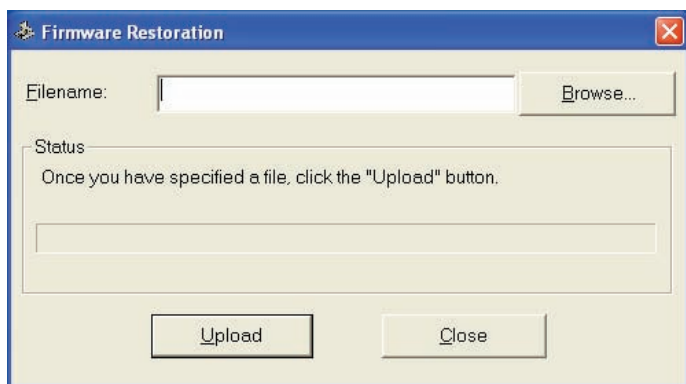 Firmware Restoration
Filename:
Browse...
Status
Once you have specified a file, click the "Upload" button.
Upload
Close